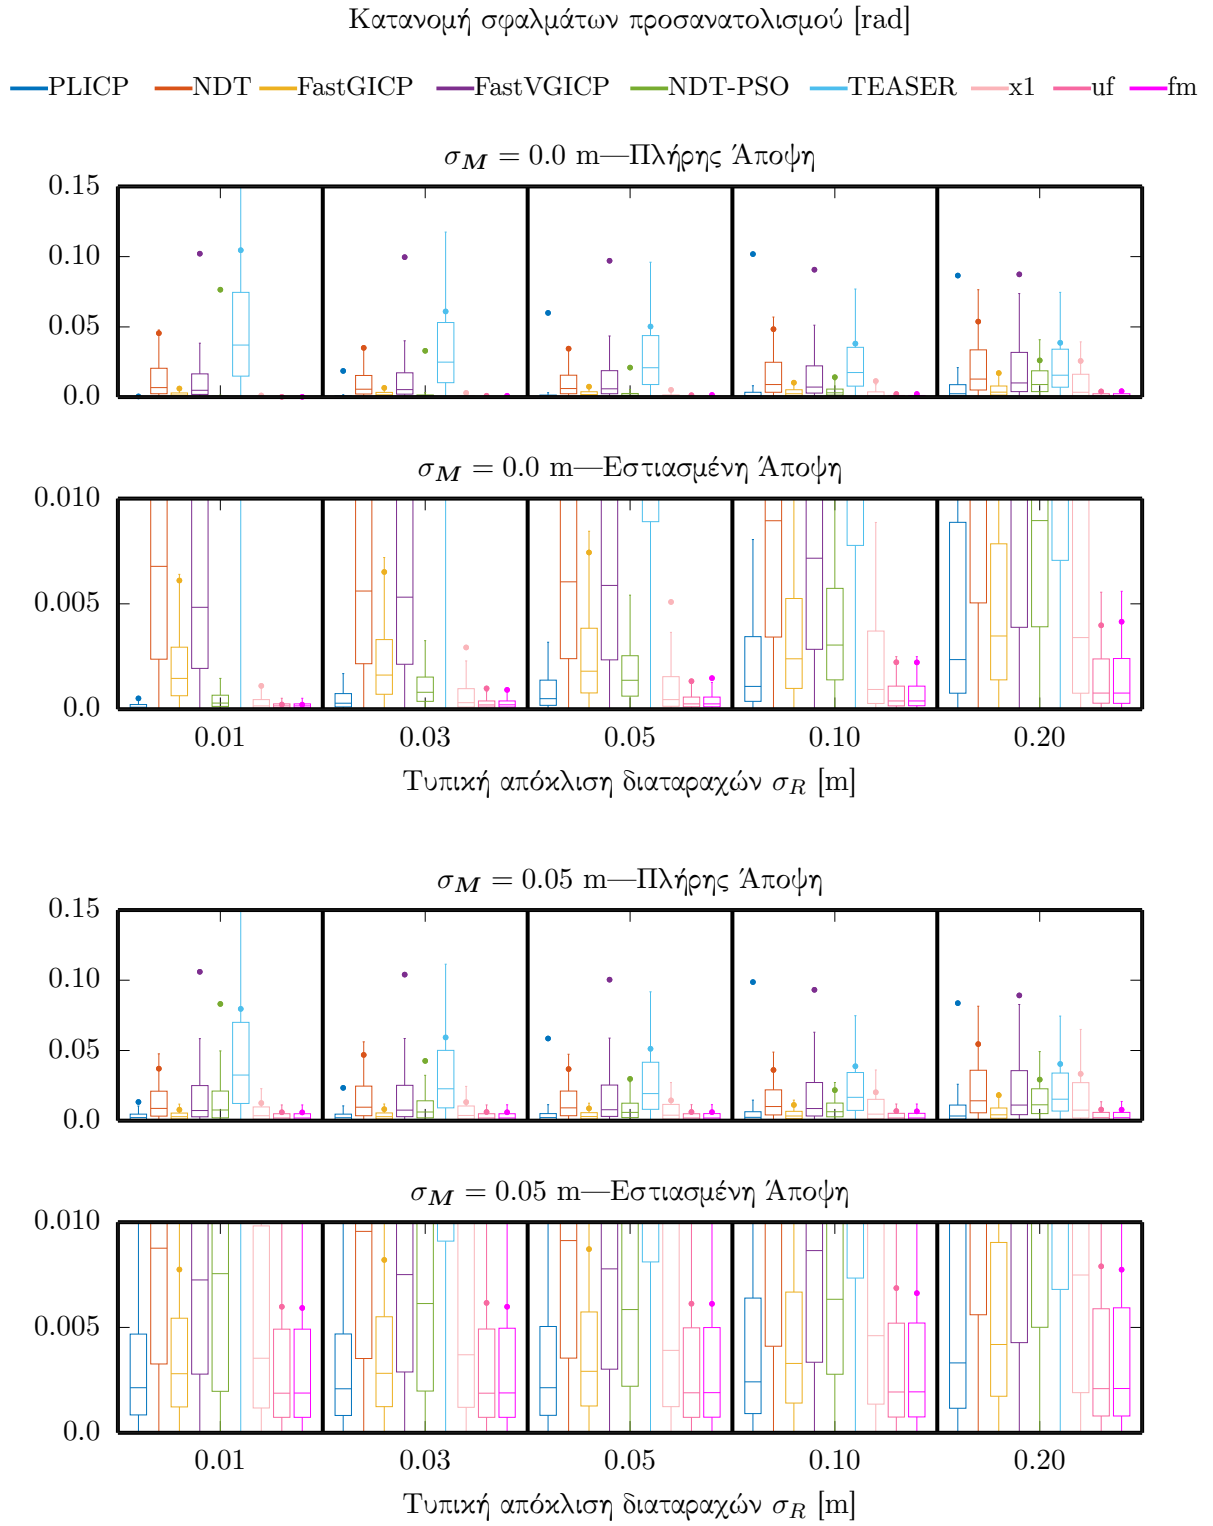 Κατανομή σφαλμάτων προσανατολισμού [rad]
PLICP NDT FastGICP FastVGICP NDT-PSO TEASER x1 uf fm
σ_M = 0.0 m—Πλήρης Άποψη
0.15
0.10
0.05
0.0
σ_M = 0.0 m—Εστιασμένη Άποψη
0.010
0.005
0.0
0.01 0.03 0.05 0.10 0.20
Τυπική απόκλιση διαταραχών σ_R [m]
σ_M = 0.05 m—Πλήρης Άποψη
0.15
0.10
0.05
0.0
σ_M = 0.05 m—Εστιασμένη Άποψη
0.010
0.005
0.0
0.01 0.03 0.05 0.10 0.20
Τυπική απόκλιση διαταραχών σ_R [m]